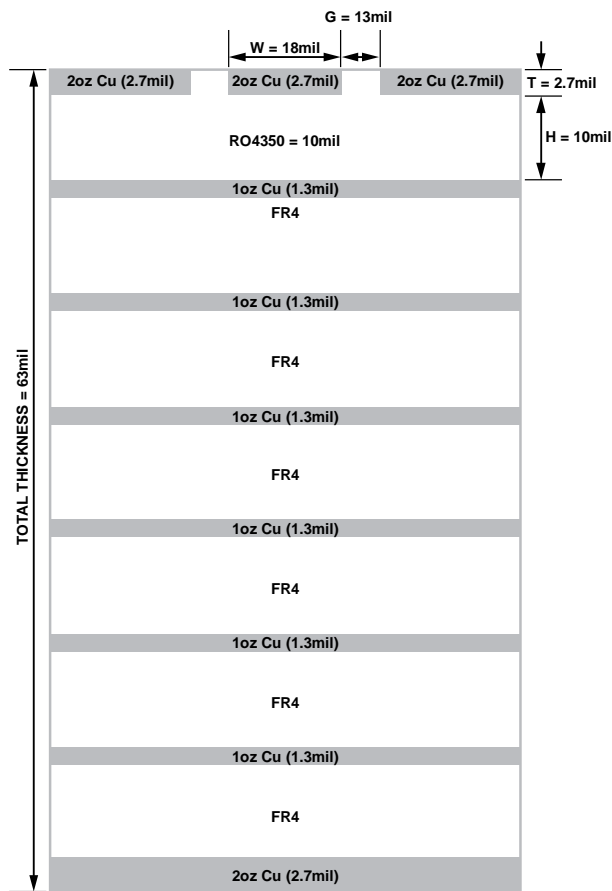 G = 13mil
W = 18mil
2oz Cu (2.7mil) 2oz Cu (2.7mil) 2oz Cu (2.7mil)
T = 2.7mil
RO4350 = 10mil
H = 10mil
1oz Cu (1.3mil)
FR4
1oz Cu (1.3mil)
FR4
1oz Cu (1.3mil)
FR4
1oz Cu (1.3mil)
FR4
1oz Cu (1.3mil)
FR4
1oz Cu (1.3mil)
FR4
2oz Cu (2.7mil)
TOTAL THICKNESS = 63mil